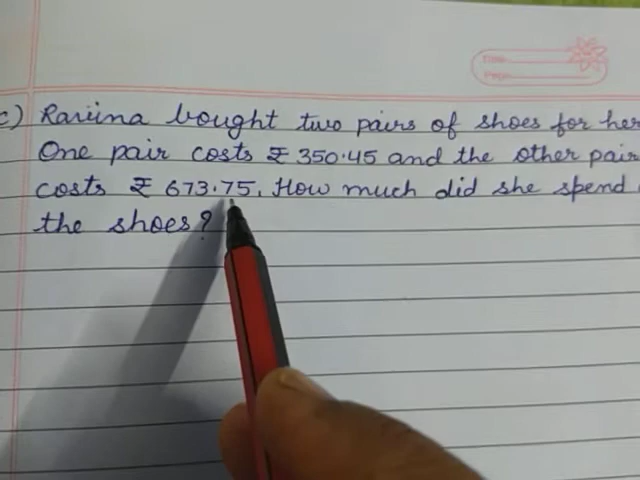 c) Raviina bought two pairs of shoes for her
One pair costs ₹ 350.45 and the other pair
costs ₹ 673.75. How much did she spend
the shoes?